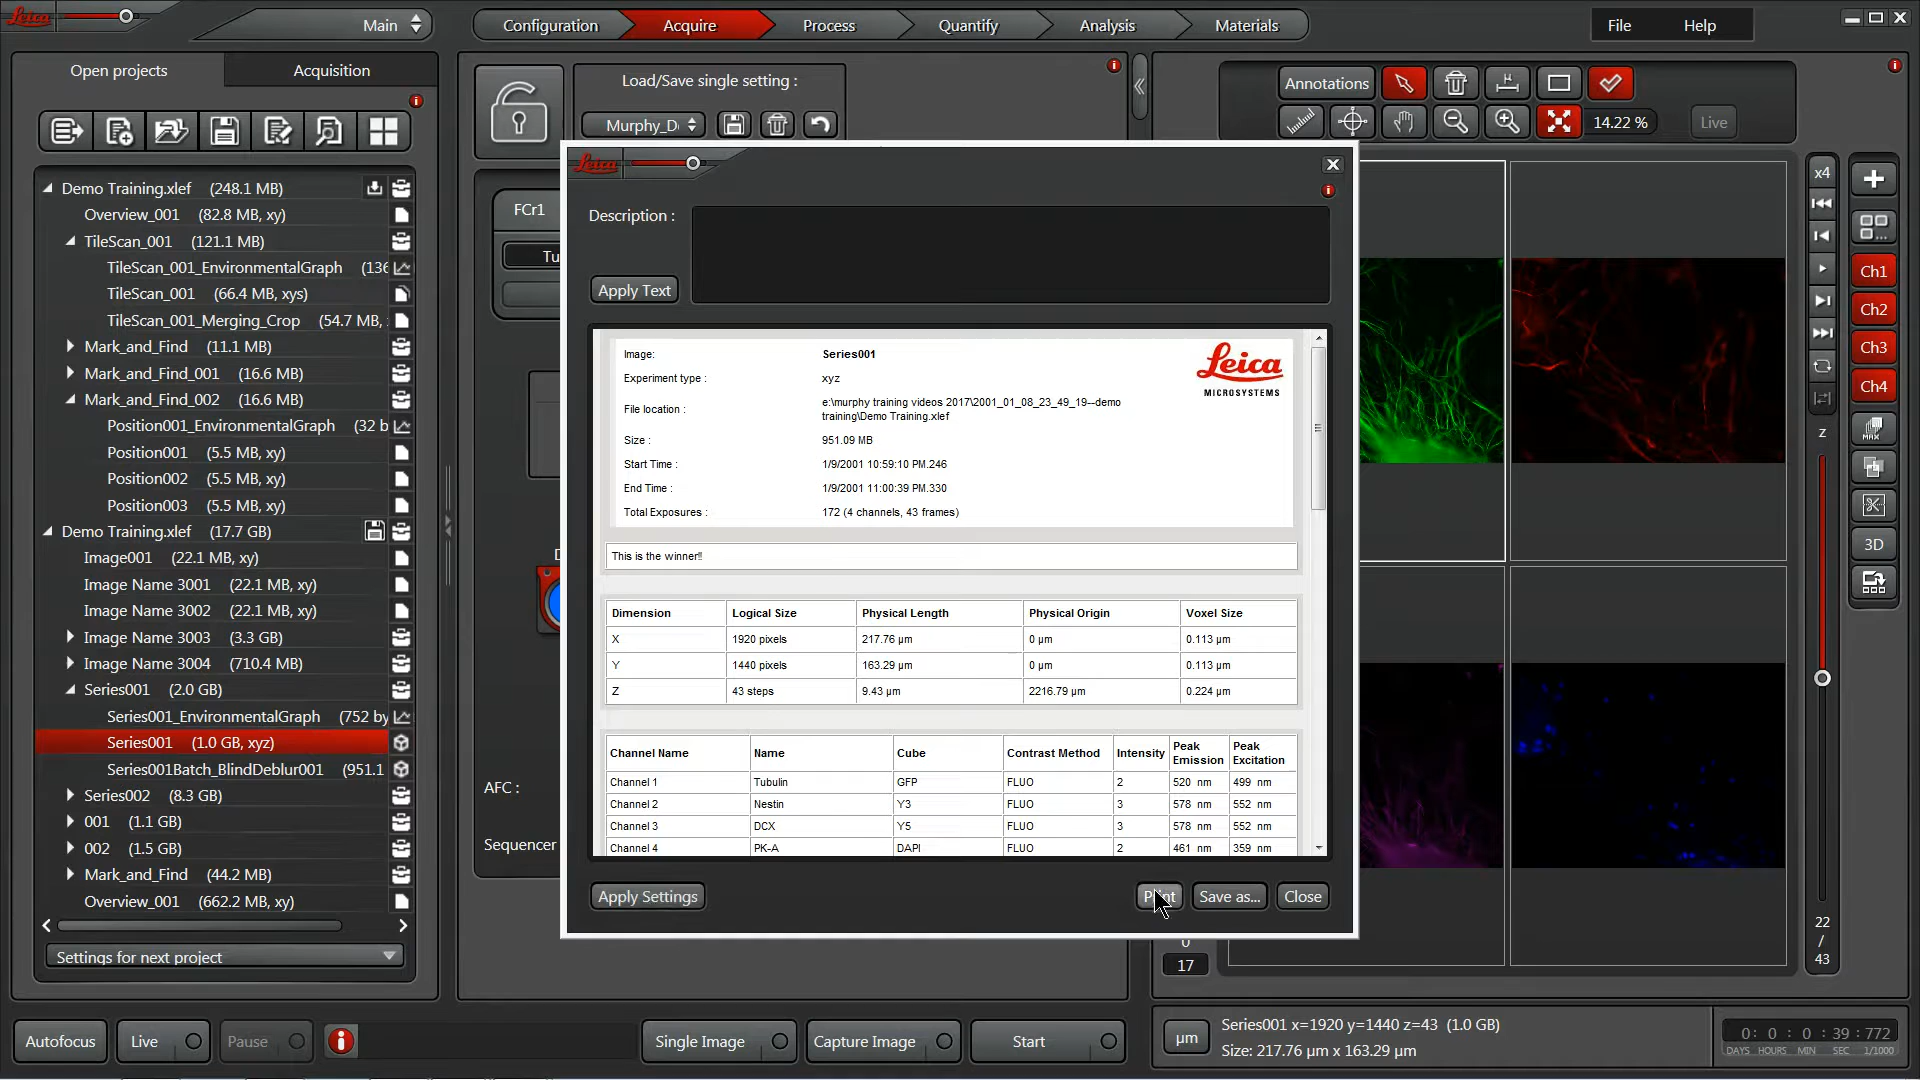 Leica
Main
Configuration
Acquire
Process
Quantify
Analysis
Materials
File
Help
Open projects
Acquisition
Load/Save single setting :
Murphy_D
Annotations
14.22 %
Live
Demo Training.xlef (248.1 MB)
Overview_001 (82.8 MB, xy)
TileScan_001 (121.1 MB)
TileScan_001_EnvironmentalGraph (136
TileScan_001 (66.4 MB, xys)
TileScan_001_Merging_Crop (54.7 MB,
Mark_and_Find (11.1 MB)
Mark_and_Find_001 (16.6 MB)
Mark_and_Find_002 (16.6 MB)
Position001_EnvironmentalGraph (32 b
Position001 (5.5 MB, xy)
Position002 (5.5 MB, xy)
Position003 (5.5 MB, xy)
Demo Training.xlef (17.7 GB)
Image001 (22.1 MB, xy)
Image Name 3001 (22.1 MB, xy)
Image Name 3002 (22.1 MB, xy)
Image Name 3003 (3.3 GB)
Image Name 3004 (710.4 MB)
Series001 (2.0 GB)
Series001_EnvironmentalGraph (752 by
Series001 (1.0 GB, xyz)
Series001Batch_BlindDeblur001 (951.1
Series002 (8.3 GB)
001 (1.1 GB)
002 (1.5 GB)
Mark_and_Find (44.2 MB)
Overview_001 (662.2 MB, xy)
Settings for next project
FCr1
Tu
D
AFC :
Sequencer
Leica
Description :
Apply Text
Image: Series001
Experiment type : xyz
File location : e:\murphy training videos 2017\2001_01_08_23_49_19--demo
training\Demo Training.xlef
Size : 951.09 MB
Start Time : 1/9/2001 10:59:10 PM.246
End Time : 1/9/2001 11:00:39 PM.330
Total Exposures : 172 (4 channels, 43 frames)
Leica
MICROSYSTEMS
This is the winner!!
Dimension Logical Size Physical Length Physical Origin Voxel Size
X 1920 pixels 217.76 µm 0 µm 0.113 µm
Y 1440 pixels 163.29 µm 0 µm 0.113 µm
Z 43 steps 9.43 µm 2216.79 µm 0.224 µm
Channel Name Name Cube Contrast Method Intensity Peak Emission Peak Excitation
Channel 1 Tubulin GFP FLUO 2 520 nm 499 nm
Channel 2 Nestin Y3 FLUO 3 578 nm 552 nm
Channel 3 DCX Y5 FLUO 3 578 nm 552 nm
Channel 4 PK-A DAPI FLUO 2 461 nm 359 nm
Apply Settings
Print
Save as...
Close
0
17
x4
Ch1
Ch2
Ch3
Ch4
MAX
3D
z
22
/
43
Autofocus
Live
Pause
Single Image
Capture Image
Start
µm
Series001 x=1920 y=1440 z=43 (1.0 GB)
Size: 217.76 µm x 163.29 µm
0: 0: 0: 39: 772
DAYS HOURS MIN SEC 1/1000